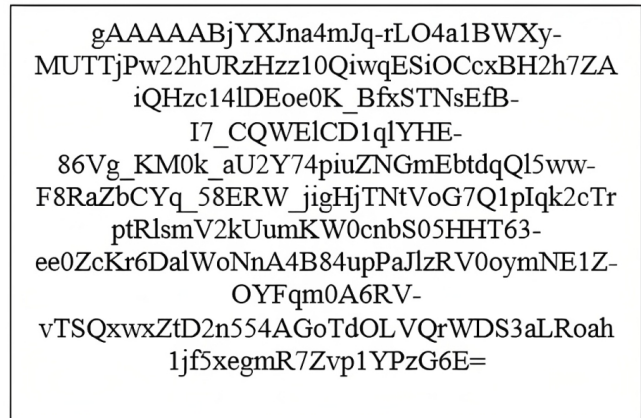 gAAAAABjYXJna4mJq-rLO4a1BWXy-
MUTTjPw22hURzHzz10QiwqESiOCcxBH2h7ZA
iQHzc14lDEoe0K_BfxSTNsEfB-
I7_CQWElCD1qlYHE-
86Vg_KM0k_aU2Y74piuZNGmEbtdqQl5ww-
F8RaZbCYq_58ERW_jigHjTNtVoG7Q1pIqk2cTr
ptRlsmV2kUumKW0cnbS05HHT63-
ee0ZcKr6DalWoNnA4B84upPaJlzRV0oymNE1Z-
OYFqm0A6RV-
vTSQxwxZtD2n554AGoTdOLVQrWDS3aLRoah
1jf5xegmR7Zvp1YPzG6E=